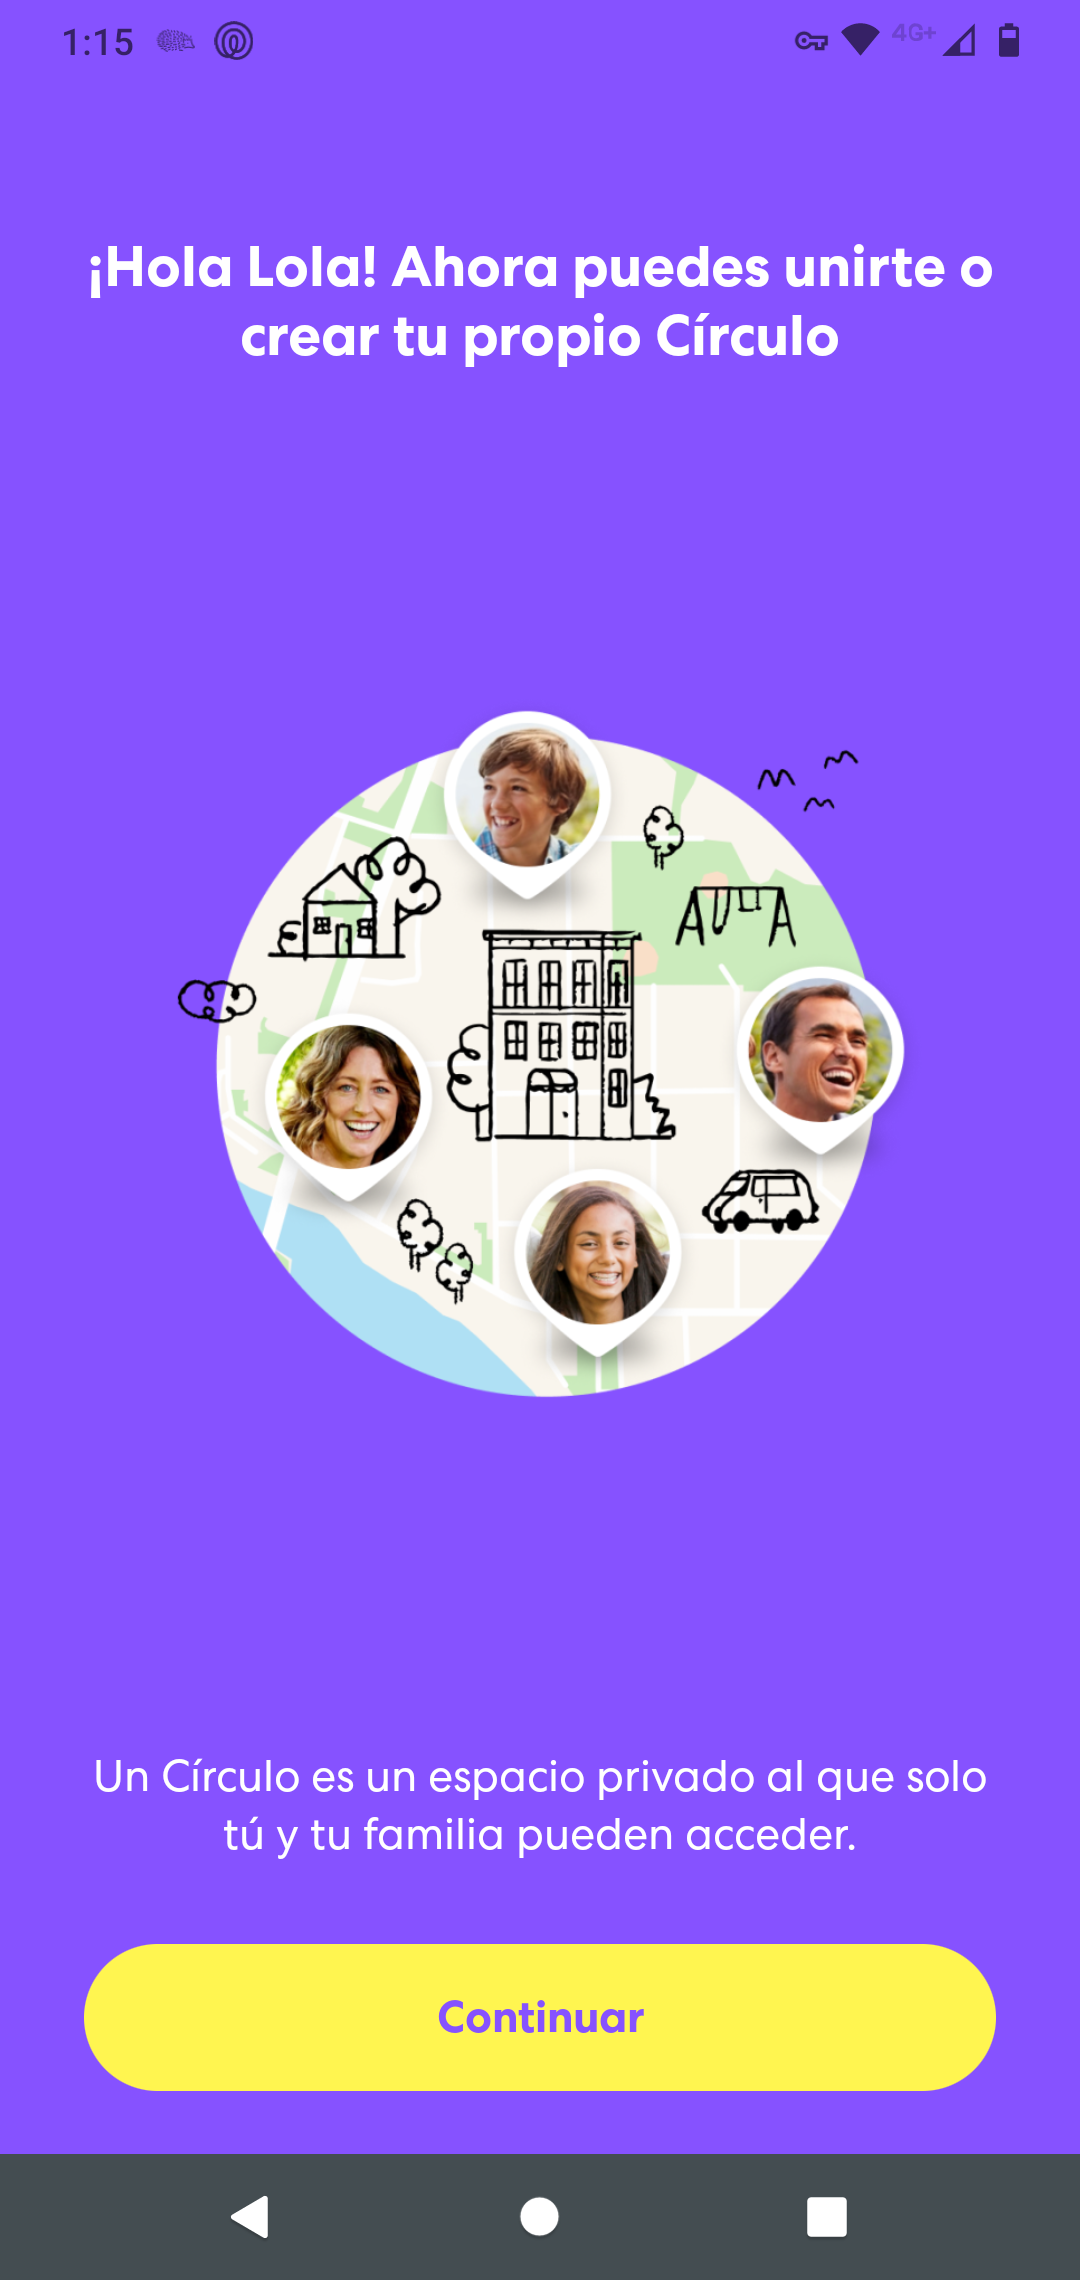 1:15
4G+
¡Hola Lola! Ahora puedes unirte o
crear tu propio Círculo
Un Círculo es un espacio privado al que solo
tú y tu familia pueden acceder.
Continuar